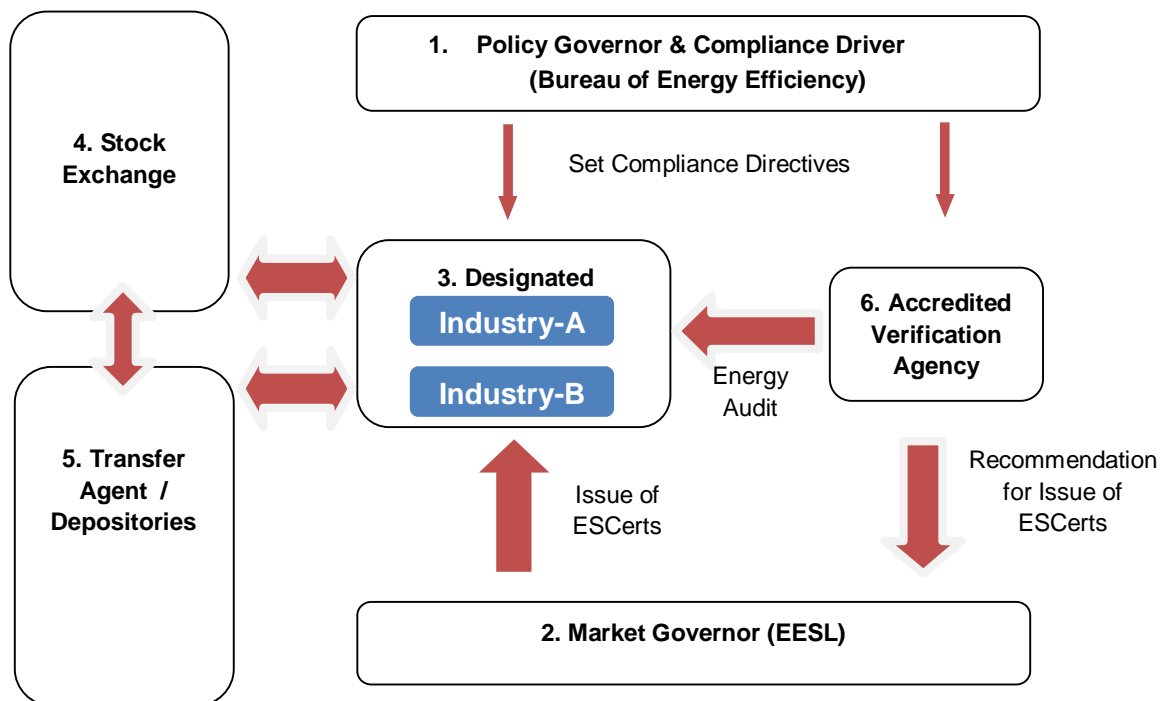 1. Policy Governor & Compliance Driver
(Bureau of Energy Efficiency)
4. Stock
Exchange
Set Compliance Directives
3. Designated
Industry-A
Industry-B
6. Accredited
Verification
Agency
Energy
Audit
5. Transfer
Agent /
Depositories
Issue of
ESCerts
Recommendation
for Issue of
ESCerts
2. Market Governor (EESL)